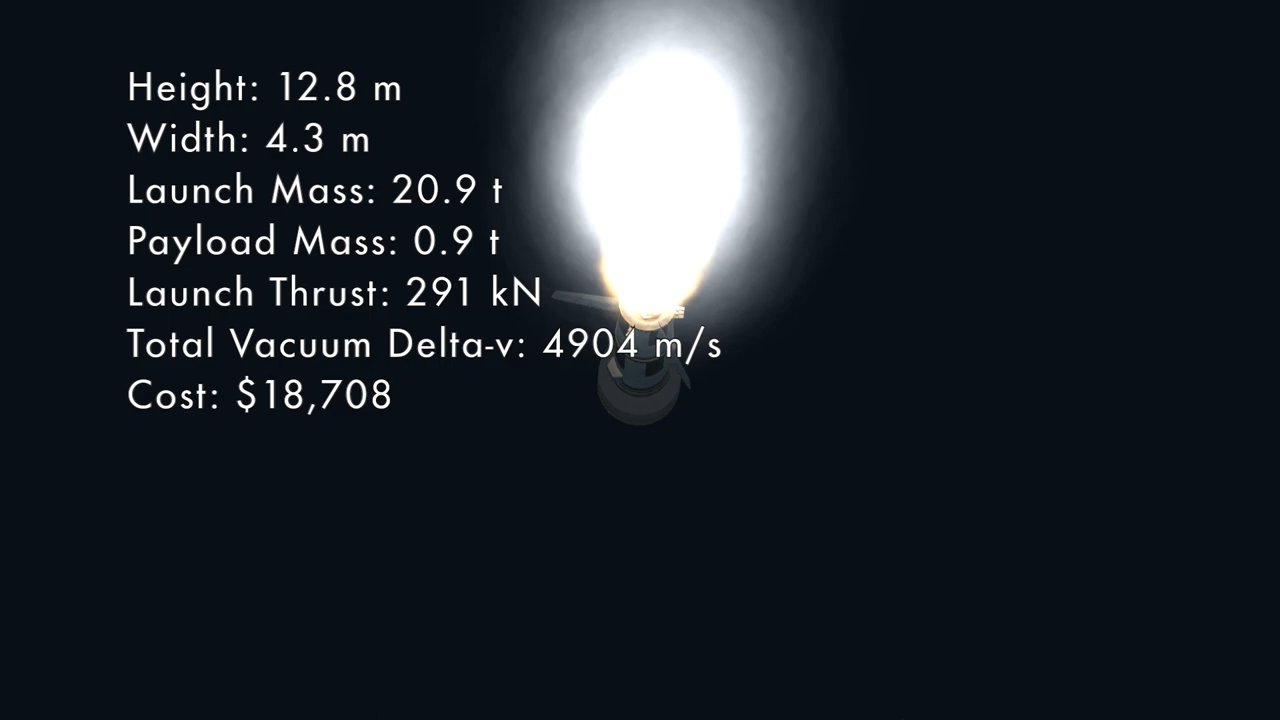 Height: 12.8 m
Width: 4.3 m
Launch Mass: 20.9 t
Payload Mass: 0.9 t
Launch Thrust: 291 kN
Total Vacuum Delta-v: 4904 m/s
Cost: $18,708